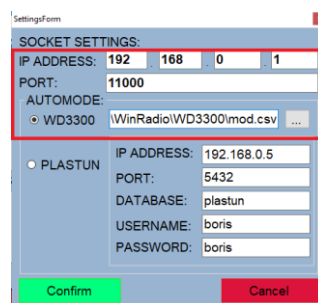 SettingsForm
SOCKET SETTINGS:
IP ADDRESS: 192 . 168 . 0 . 1
PORT: 11000
AUTOMODE:
WD3300 \WinRadio\WD3300\mod.csv ...
PLASTUN
IP ADDRESS: 192.168.0.5
PORT: 5432
DATABASE: plastun
USERNAME: boris
PASSWORD: boris
Confirm Cancel